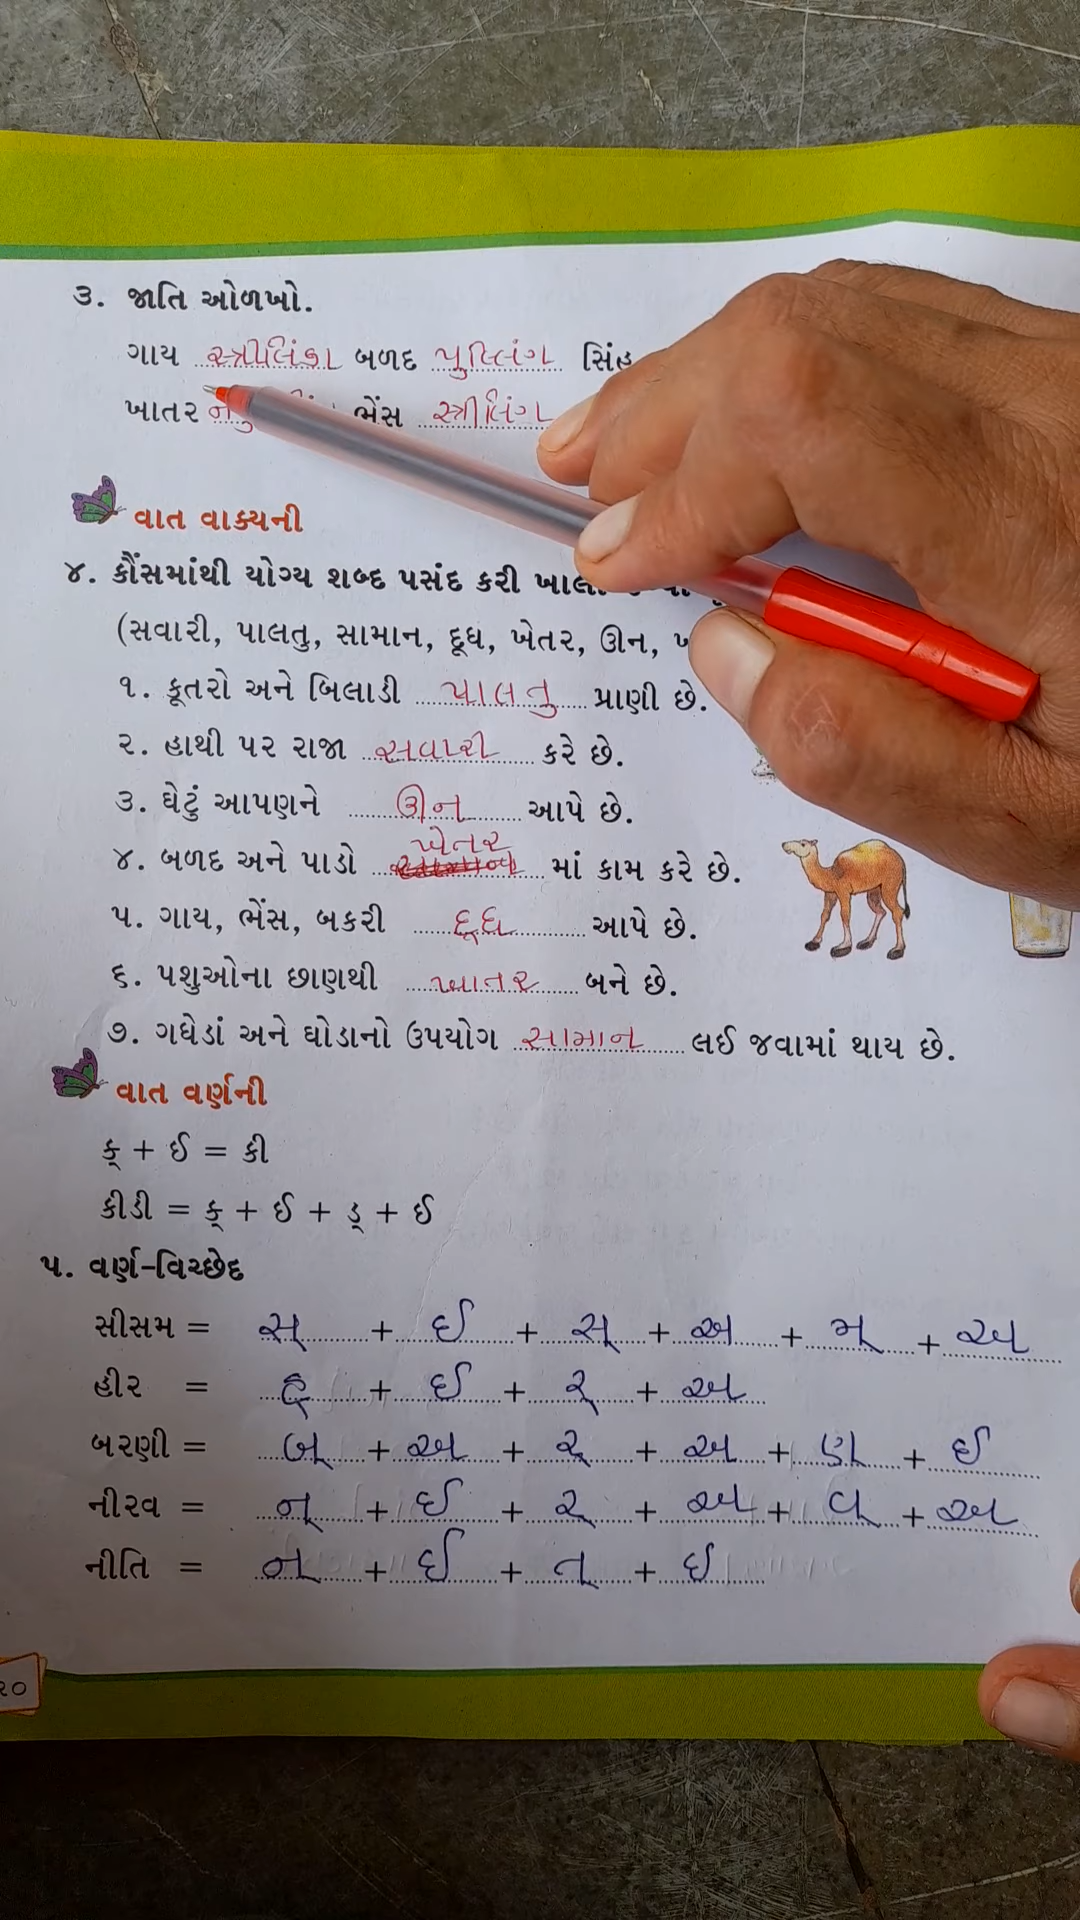 ૩. જાતિ ઓળખો.
ગાય સ્ત્રીલિંગ બળદ પુલ્લિંગ સિંહ
ખાતર ભેંસ સ્ત્રીલિંગ
વાત વાક્યની
૪. કૌંસમાંથી યોગ્ય શબ્દ પસંદ કરી
(સવારી, પાલતુ, સામાન, દૂધ, ખેતર, ઊન,
૧. કૂતરો અને બિલાડી પાલતુ પ્રાણી છે.
૨. હાથી પર રાજા સવારી કરે છે.
૩. ઘેટું આપણને ઊન આપે છે.
૪. બળદ અને પાડો ખેતર માં કામ કરે છે.
૫. ગાય, ભેંસ, બકરી દૂધ આપે છે.
૬. પશુઓના છાણથી ખાતર બને છે.
૭. ગધેડાં અને ઘોડાનો ઉપયોગ સામાન લઈ જવામાં થાય છે.
વાત વર્ણની
ક્ + ઈ = કી
કીડી = ક્ + ઈ + ડ્ + ઈ
૫. વર્ણ-વિચ્છેદ
સીસમ = સ્ + ઈ + સ્ + અ + મ્ + અ
હીર = હ્ + ઈ + ર્ + અ
બરણી = બ્ + અ + ર્ + અ + ણ્ + ઈ
નીરવ = ન્ + ઈ + ર્ + અ + વ્ + અ
નીતિ = ન્ + ઈ + ત્ + ઇ
૨૦